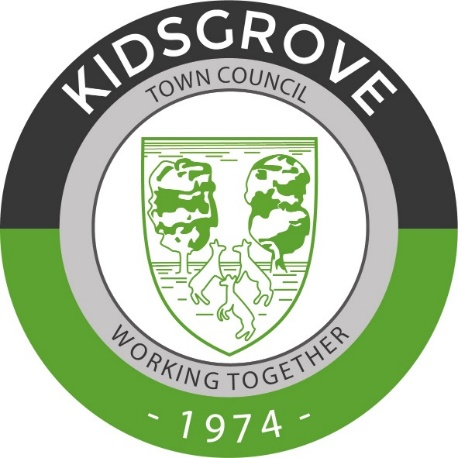 KIDSGROVE
TOWN COUNCIL
WORKING TOGETHER
- 1974 -